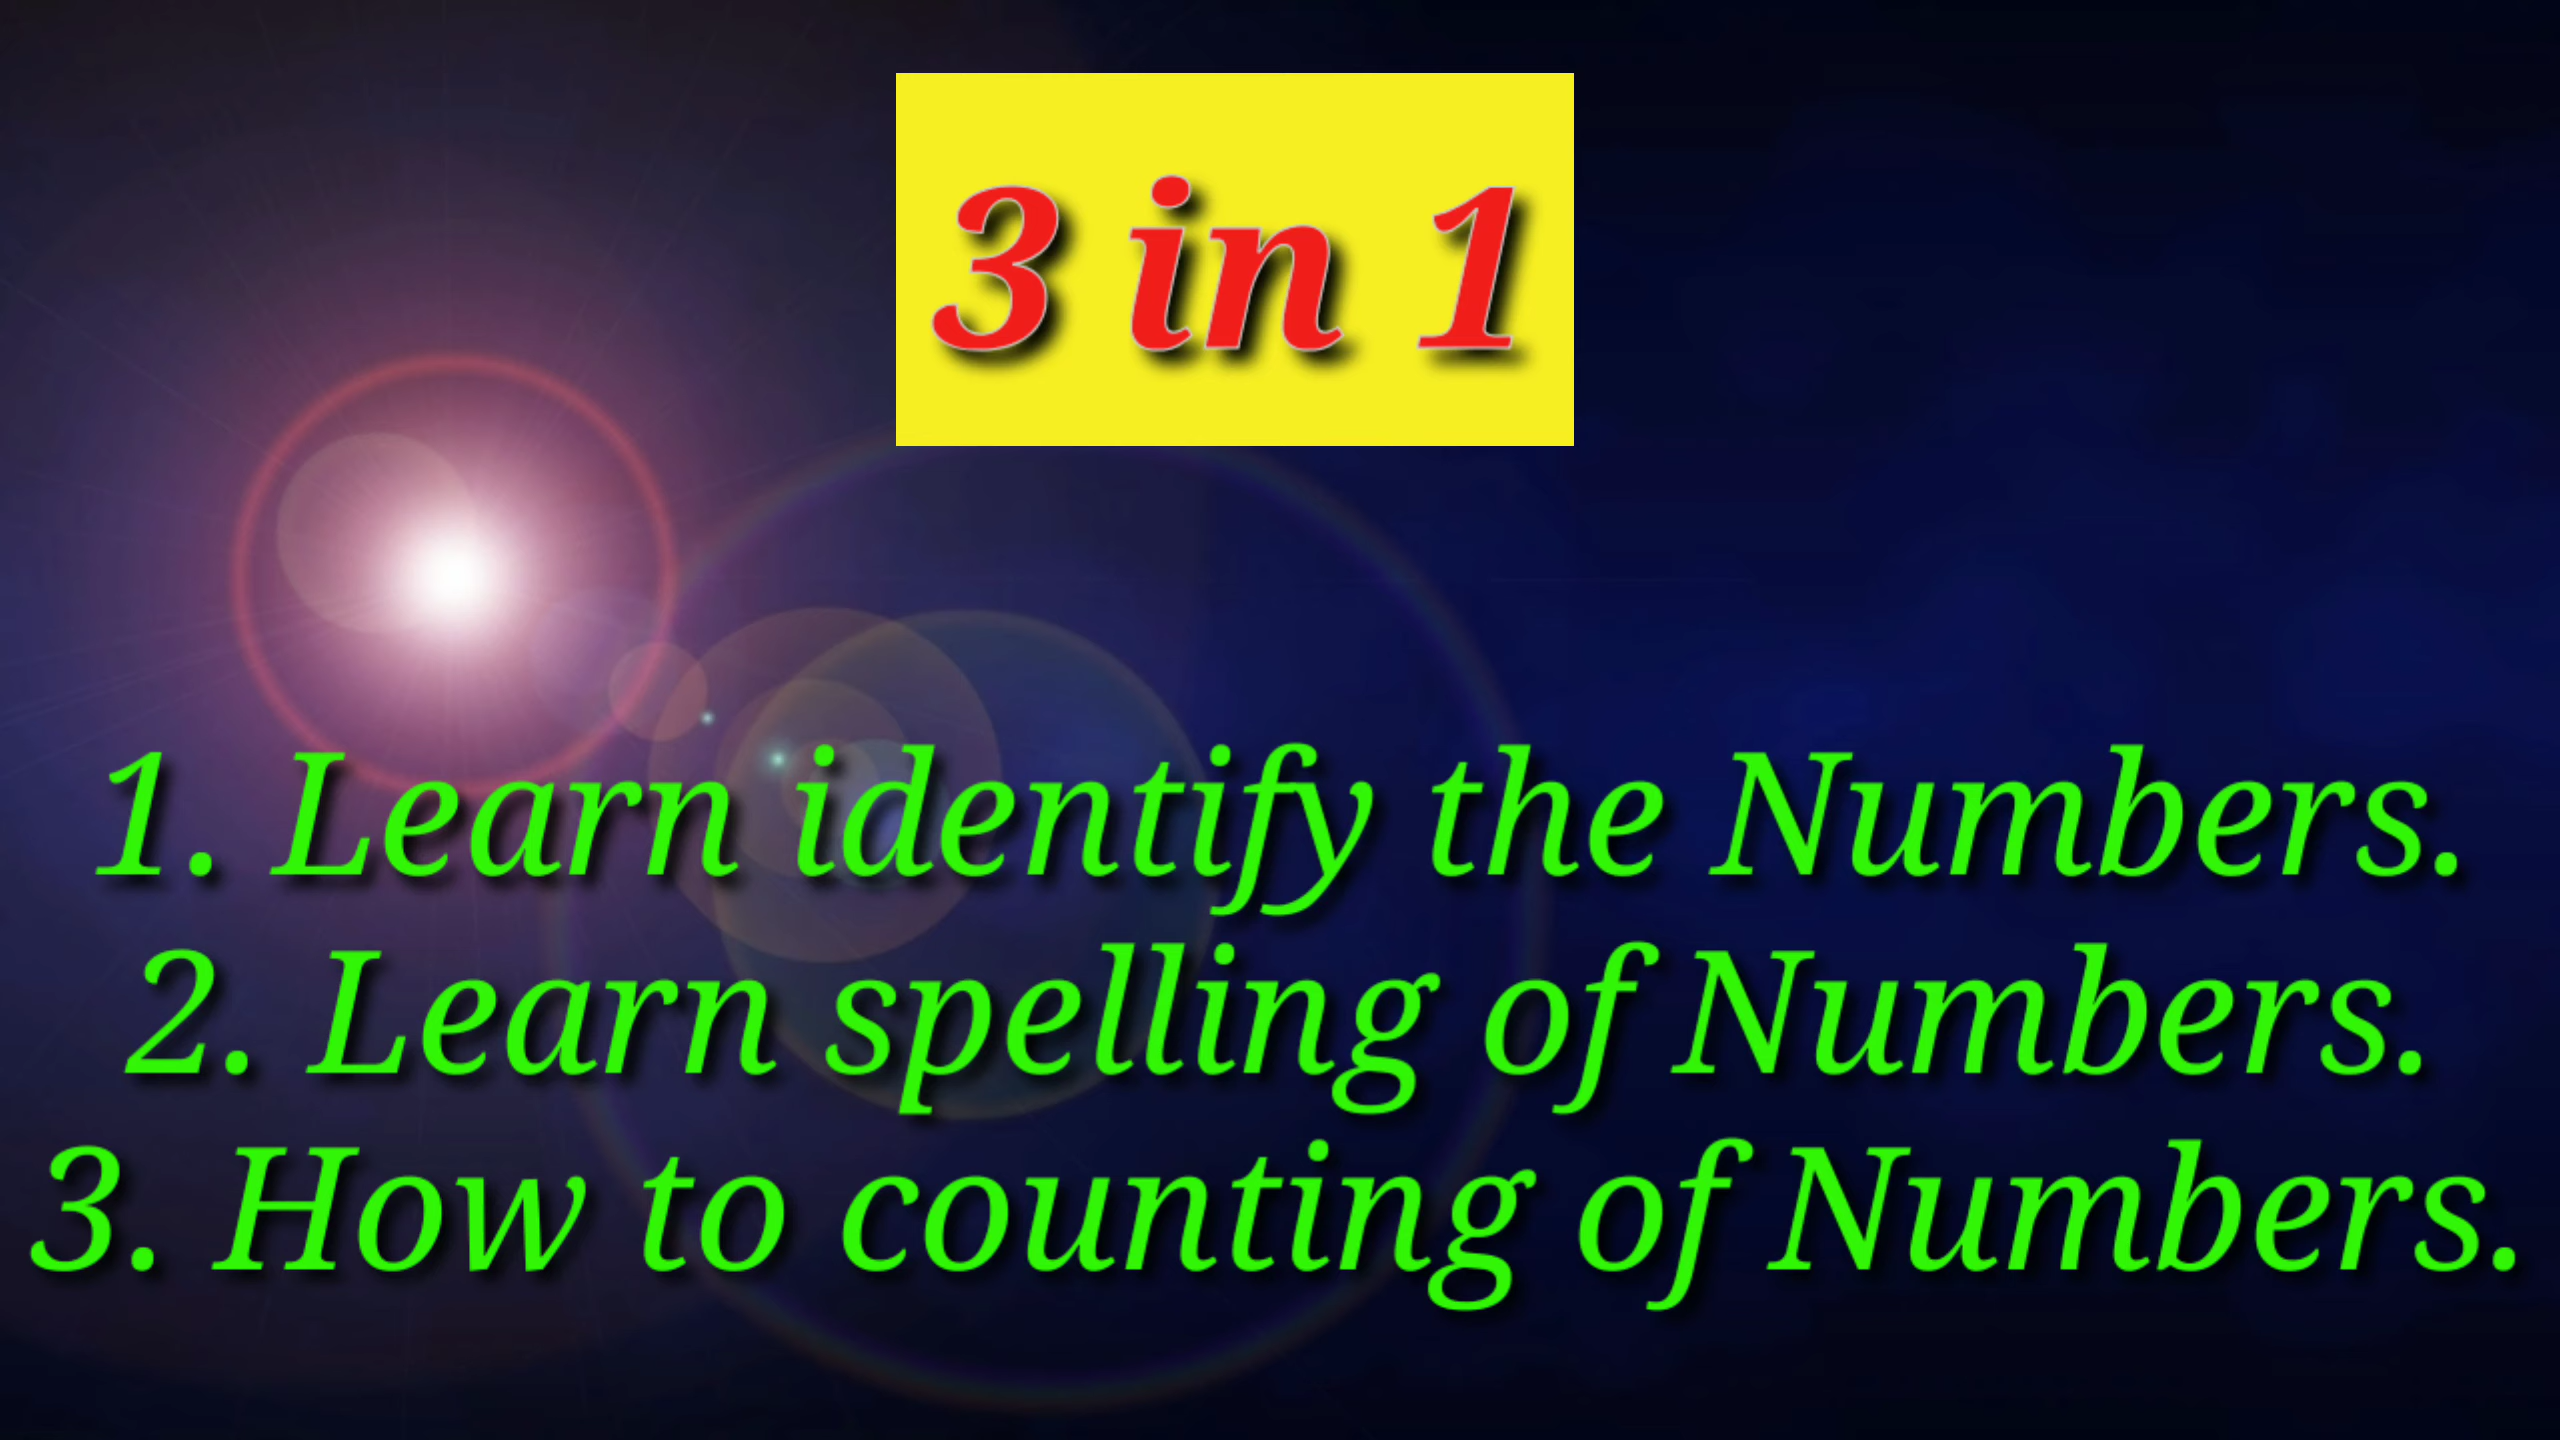 3 in 1
1. Learn identify the Numbers.
2. Learn spelling of Numbers.
3. How to counting of Numbers.